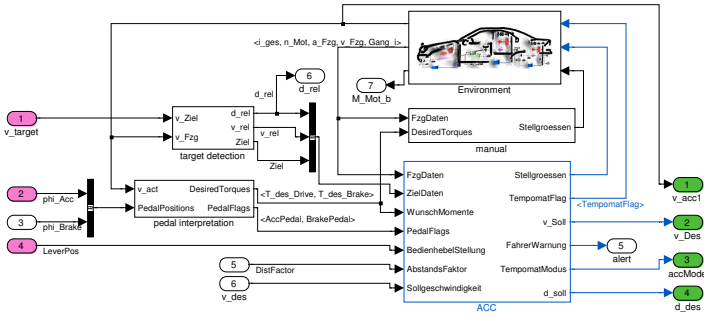 <i_ges, n_Mot, a_Fzg, v_Fzg, Gang_i>
Environment
6
d_rel
d_rel
7
M_Mot_b
1
v_target
v_Ziel
v_Fzg
d_rel
v_rel
Ziel
target detection
v_rel
Ziel
FzgDaten
DesiredTorques
Stellgroessen
manual
2
phi_Acc
3
phi_Brake
v_act
PedalPositions
DesiredTorques
PedalFlags
pedal interpretation
<T_des_Drive, T_des_Brake>
<AccPedal, BrakePedal>
4
LeverPos
5
DistFactor
6
v_des
FzgDaten
ZielDaten
WunschMomente
PedalFlags
BedienhebelStellung
AbstandsFaktor
Sollgeschwindigkeit
Stellgroessen
TempomatFlag
v_Soll
FahrerWarnung
TempomatModus
d_soll
ACC
<TempomatFlag>
1
v_acc1
2
v_Des
5
alert
3
accMode
4
d_des